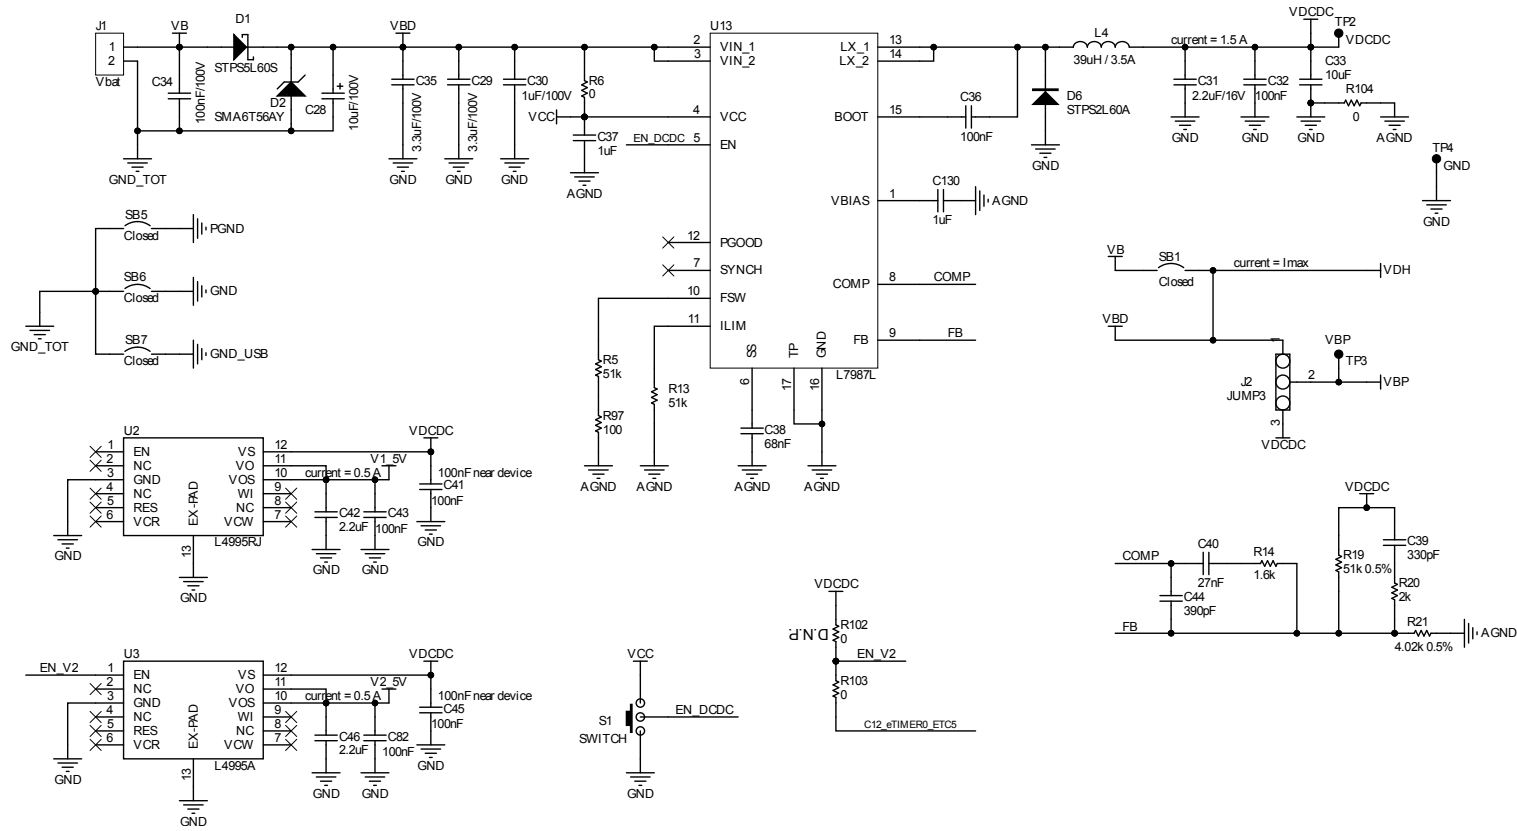 J1
1
2
Vbat
VB
D1
STPS5L60S
C34
100nF/100V
D2
SMA6T56AY
C28
+
10uF/100V
GND_TOT
VBD
C35
3.3uF/100V
GND
C29
3.3uF/100V
GND
C30
1uF/100V
GND
R6
0
VCC
C37
1uF
AGND
EN_DCDC
U13
2 VIN_1
3 VIN_2
4 VCC
5 EN
12 PGOOD
7 SYNCH
10 FSW
11 ILIM
LX_1 13
LX_2 14
BOOT 15
VBIAS 1
COMP 8 COMP
FB 9 FB
SS 6
TP 17
GND 16
L7987L
C36
100nF
C130
1uF
AGND
D6
STPS2L60A
GND
L4
39uH / 3.5A
current = 1.5 A
C31
2.2uF/16V
GND
C32
100nF
GND
VDCDC
TP2
VDCDC
C33
10uF
R104
0
GND
AGND
TP4
GND
GND
SB5
Closed
PGND
SB6
Closed
GND
SB7
Closed
GND_USB
GND_TOT
R5
51k
R97
100
AGND
R13
51k
AGND
C38
68nF
AGND
AGND
VB
SB1
Closed
current = Imax
VDH
VBD
1
J2
JUMP3
2
3
VDCDC
VBP
TP3
VBP
U2
1 EN
2 NC
3 GND
4 NC
5 RES
6 VCR
EX-PAD
13
VS 12
VO 11
VOS 10
WI 9
NC 8
VCW 7
L4995RJ
GND
GND
current = 0.5 A
V1_5V
VDCDC
100nF near device
C41
100nF
GND
C42
2.2uF
GND
C43
100nF
GND
U3
EN_V2
1 EN
2 NC
3 GND
4 NC
5 RES
6 VCR
EX-PAD
13
VS 12
VO 11
VOS 10
WI 9
NC 8
VCW 7
L4995A
GND
GND
current = 0.5 A
V2_5V
VDCDC
100nF near device
C45
100nF
GND
C46
2.2uF
GND
C82
100nF
GND
VCC
S1
SWITCH
EN_DCDC
GND
VDCDC
D.N.P.
R102
0
EN_V2
R103
0
C12_eTIMER0_ETC5
COMP
C40
27nF
R14
1.6k
C44
390pF
FB
VDCDC
R19
51k 0.5%
C39
330pF
R20
2k
R21
4.02k 0.5%
AGND